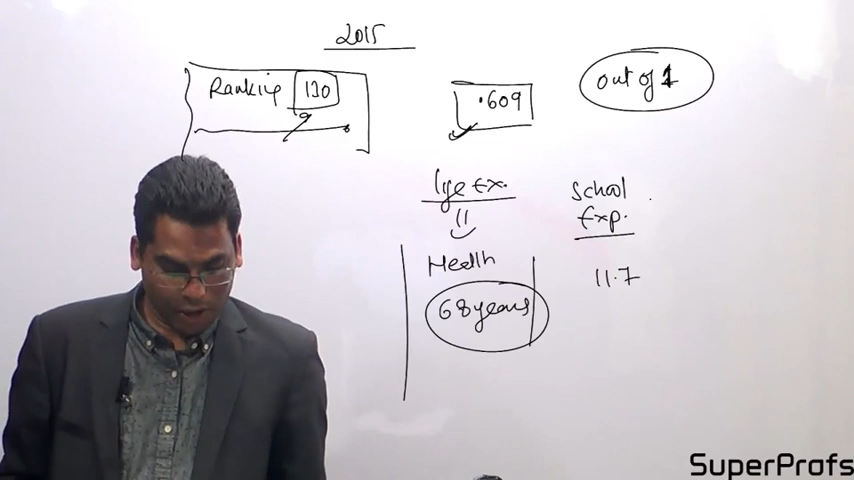 2015
Ranking 130
.609
out of 1
life Ex.
School
Exp.
Health
11.7
68 years
SuperProfs